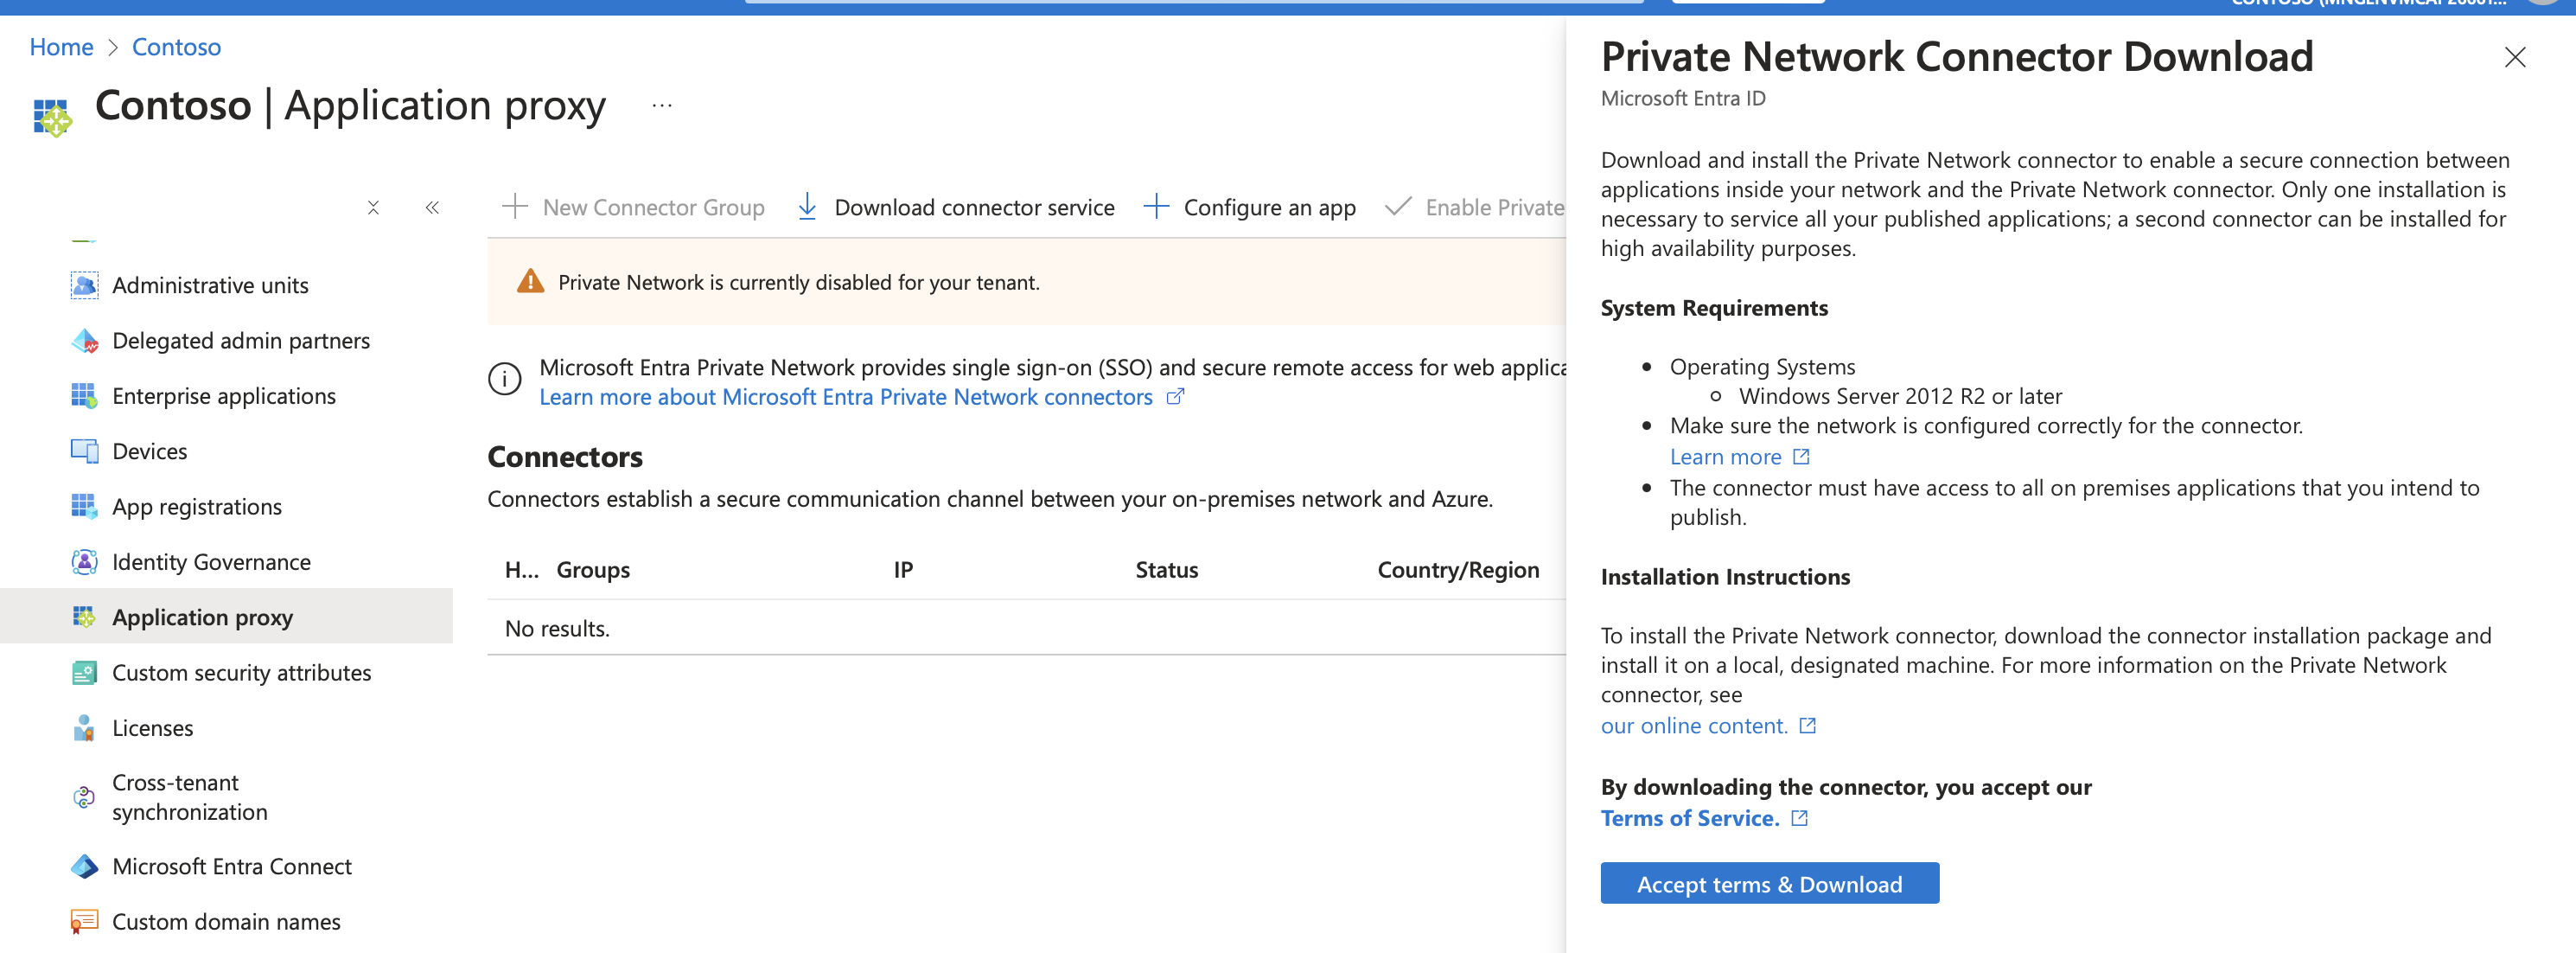 Home > Contoso
Contoso | Application proxy ...
New Connector Group
Download connector service
Configure an app
Enable Private
Administrative units
Delegated admin partners
Enterprise applications
Devices
App registrations
Identity Governance
Application proxy
Custom security attributes
Licenses
Cross-tenant
synchronization
Microsoft Entra Connect
Custom domain names
Private Network is currently disabled for your tenant.
Microsoft Entra Private Network provides single sign-on (SSO) and secure remote access for web applica
Learn more about Microsoft Entra Private Network connectors
Connectors
Connectors establish a secure communication channel between your on-premises network and Azure.
H... Groups IP Status Country/Region
No results.
Private Network Connector Download
Microsoft Entra ID
Download and install the Private Network connector to enable a secure connection between
applications inside your network and the Private Network connector. Only one installation is
necessary to service all your published applications; a second connector can be installed for
high availability purposes.
System Requirements
Operating Systems
Windows Server 2012 R2 or later
Make sure the network is configured correctly for the connector.
Learn more
The connector must have access to all on premises applications that you intend to
publish.
Installation Instructions
To install the Private Network connector, download the connector installation package and
install it on a local, designated machine. For more information on the Private Network
connector, see
our online content.
By downloading the connector, you accept our
Terms of Service.
Accept terms & Download